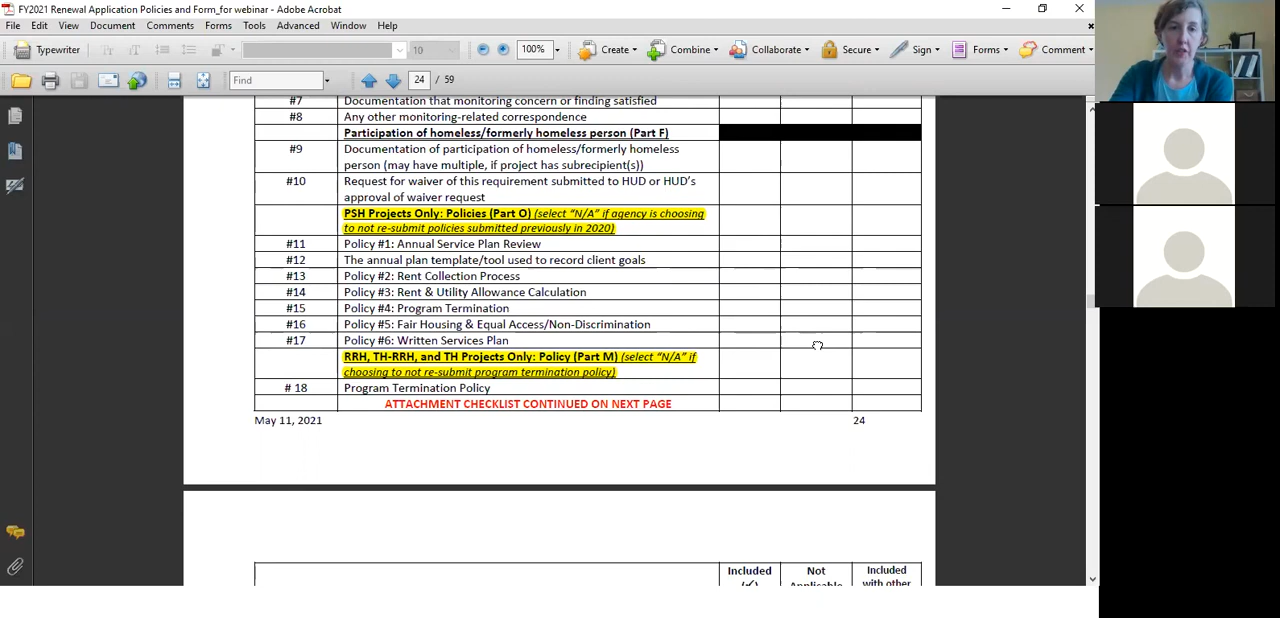 FY2021 Renewal Application Policies and Form_for webinar - Adobe Acrobat
File Edit View Document Comments Forms Tools Advanced Window Help
Typewriter 10 100% Create Combine Collaborate Secure Sign Forms Comment
Find 24 / 59
#7 Documentation that monitoring concern or finding satisfied
#8 Any other monitoring-related correspondence
Participation of homeless/formerly homeless person (Part F)
#9 Documentation of participation of homeless/formerly homeless
person (may have multiple, if project has subrecipient(s))
#10 Request for waiver of this requirement submitted to HUD or HUD's
approval of waiver request
PSH Projects Only: Policies (Part O) (select "N/A" if agency is choosing
to not re-submit policies submitted previously in 2020)
#11 Policy #1: Annual Service Plan Review
#12 The annual plan template/tool used to record client goals
#13 Policy #2: Rent Collection Process
#14 Policy #3: Rent & Utility Allowance Calculation
#15 Policy #4: Program Termination
#16 Policy #5: Fair Housing & Equal Access/Non-Discrimination
#17 Policy #6: Written Services Plan
RRH, TH-RRH, and TH Projects Only: Policy (Part M) (select "N/A" if
choosing to not re-submit program termination policy)
# 18 Program Termination Policy
ATTACHMENT CHECKLIST CONTINUED ON NEXT PAGE
May 11, 2021 24
Included Not Included
(✓) Applicable with other